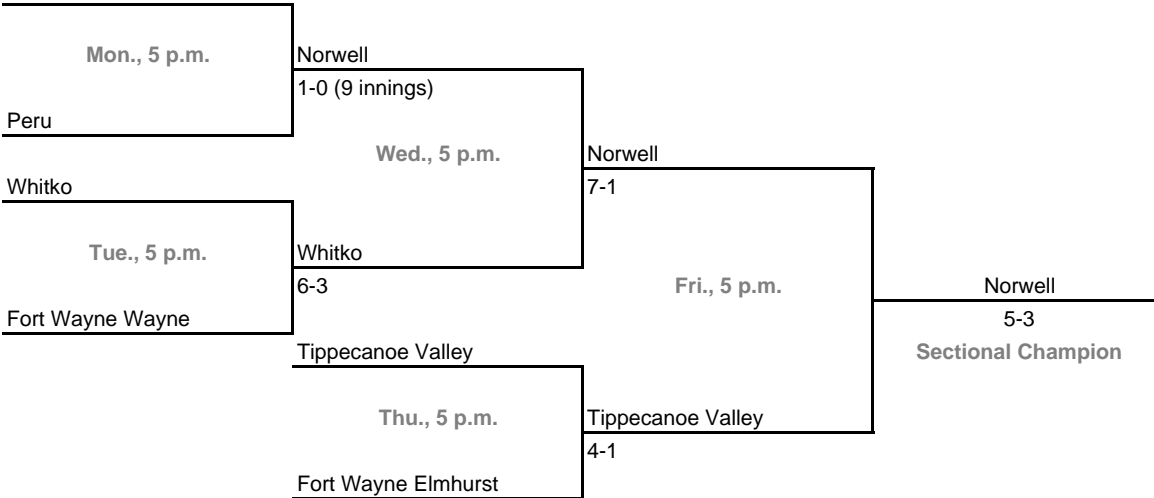 Mon., 5 p.m.
Norwell
1-0 (9 innings)
Peru
Wed., 5 p.m.
Norwell
7-1
Whitko
Tue., 5 p.m.
Whitko
6-3
Fort Wayne Wayne
Fri., 5 p.m.
Norwell
5-3
Sectional Champion
Tippecanoe Valley
Thu., 5 p.m.
Tippecanoe Valley
4-1
Fort Wayne Elmhurst